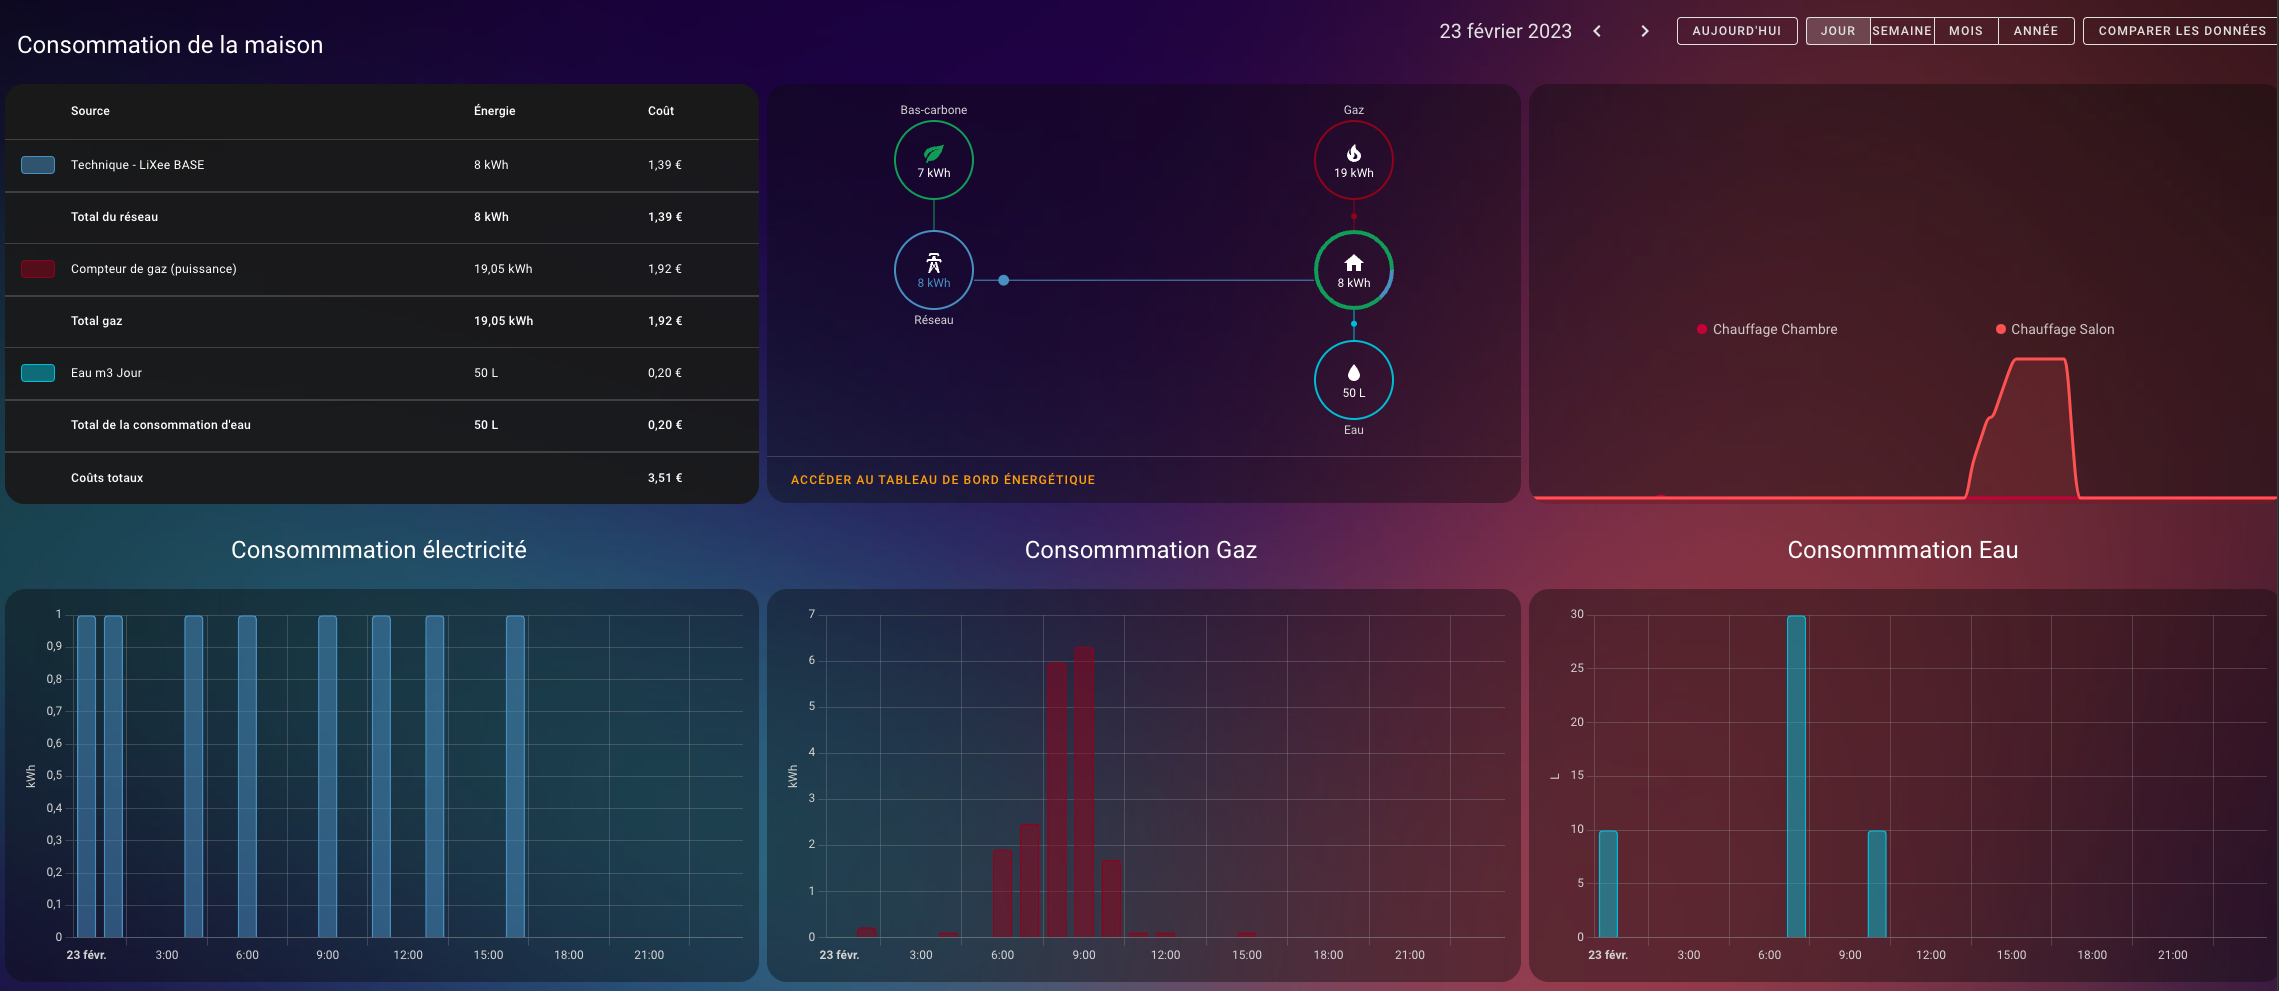 Consommation de la maison
23 février 2023
AUJOURD'HUI
JOUR SEMAINE MOIS ANNÉE
COMPARER LES DONNÉES
Source Énergie Coût
Technique - LiXee BASE 8 kWh 1,39 €
Total du réseau 8 kWh 1,39 €
Compteur de gaz (puissance) 19,05 kWh 1,92 €
Total gaz 19,05 kWh 1,92 €
Eau m3 Jour 50 L 0,20 €
Total de la consommation d'eau 50 L 0,20 €
Coûts totaux 3,51 €
Bas-carbone
7 kWh
Gaz
19 kWh
8 kWh
Réseau
8 kWh
50 L
Eau
ACCÉDER AU TABLEAU DE BORD ÉNERGÉTIQUE
Chauffage Chambre
Chauffage Salon
Consommmation électricité
1
0,9
0,8
0,7
0,6
0,5
0,4
0,3
0,2
0,1
0
kWh
23 févr. 3:00 6:00 9:00 12:00 15:00 18:00 21:00
Consommmation Gaz
7
6
5
4
3
2
1
0
kWh
23 févr. 3:00 6:00 9:00 12:00 15:00 18:00 21:00
Consommmation Eau
30
25
20
15
10
5
0
L
23 févr. 3:00 6:00 9:00 12:00 15:00 18:00 21:00